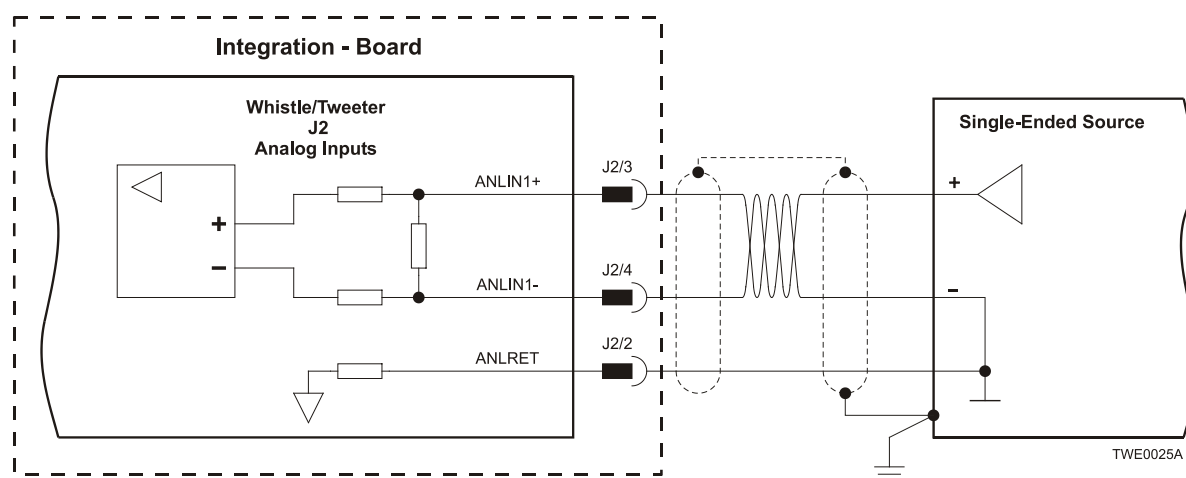 Integration - Board
Whistle/Tweeter
J2
Analog Inputs
Single-Ended Source
ANLIN1+
J2/3
+
+
-
ANLIN1-
J2/4
-
ANLRET
J2/2
TWE0025A